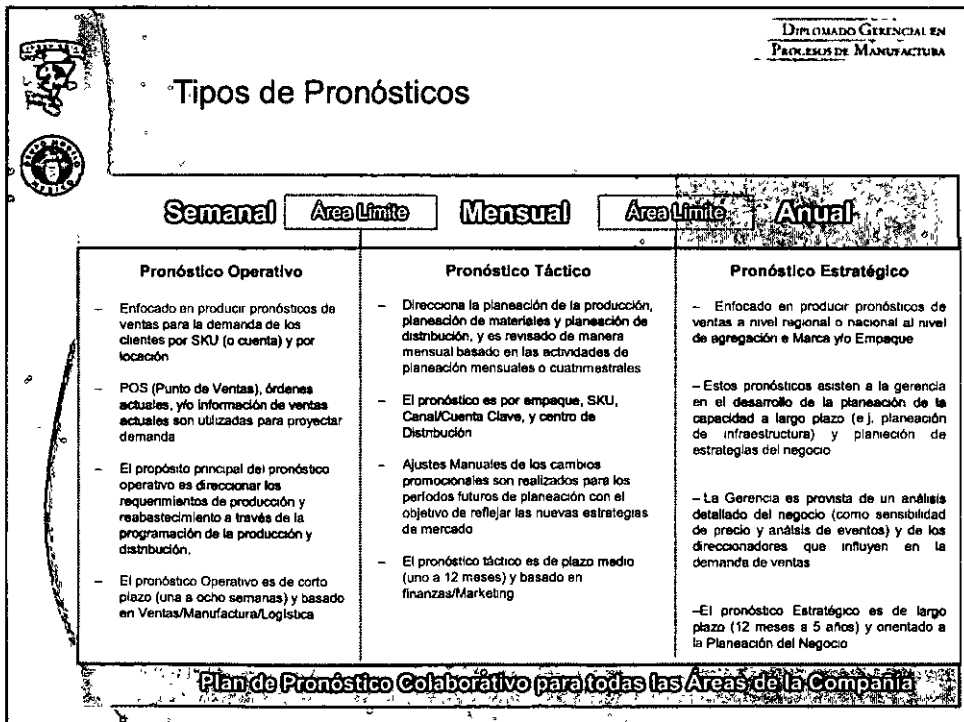 DIPLOMADO GERENCIAL EN
PROCESOS DE MANUFACTURA
Tipos de Pronósticos
Semanal
Área Límite
Mensual
Área Límite
Anual
Pronóstico Operativo
– Enfocado en producir pronósticos de
ventas para la demanda de los
clientes por SKU (o cuenta) y por
locación
– POS (Punto de Ventas), órdenes
actuales, y/o información de ventas
actuales son utilizadas para proyectar
demanda
– El propósito principal del pronóstico
operativo es direccionar los
requerimientos de producción y
reabastecimiento a través de la
programación de la producción y
distribución.
– El pronóstico Operativo es de corto
plazo (una a ocho semanas) y basado
en Ventas/Manufactura/Logística
Pronóstico Táctico
– Direcciona la planeación de la producción,
planeación de materiales y planeación de
distribución, y es revisado de manera
mensual basado en las actividades de
planeación mensuales o cuatrimestrales
– El pronóstico es por empaque, SKU,
Canal/Cuenta Clave, y centro de
Distribución
– Ajustes Manuales de los cambios
promocionales son realizados para los
períodos futuros de planeación con el
objetivo de reflejar las nuevas estrategias
de mercado
– El pronóstico táctico es de plazo medio
(uno a 12 meses) y basado en
finanzas/Marketing
Pronóstico Estratégico
– Enfocado en producir pronósticos de
ventas a nivel regional o nacional al nivel
de agregación e Marca y/o Empaque
– Estos pronósticos asisten a la gerencia
en el desarrollo de la planeación de la
capacidad a largo plazo (ej. planeación
de infraestructura) y planieción de
estrategias del negocio
– La Gerencia es provista de un análisis
detallado del negocio (como sensibilidad
de precio y análsis de eventos) y de los
direccionadores que influyen en la
demanda de ventas
–El pronóstico Estratégico es de largo
plazo (12 meses a 5 años) y orientado a
la Planeación del Negocio
Plan de Pronóstico Colaborativo para todas las Áreas de la Compañía